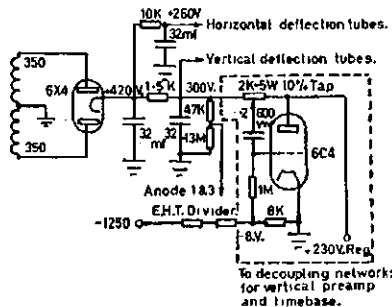 10K +260V
Horizontal deflection tubes.
32mf
Vertical deflection tubes.
350
6X4
+420V.
1·5K
300V.
2K-5W 10% Tap
47K
·2
600
32 mf
32 mf
·13M
6C4
350
Anode 1&3
1M
-1250
E.H.T. Divider.
8K
-8.V.
+230V.Reg
To decoupling network
for vertical preamp
and timebase.